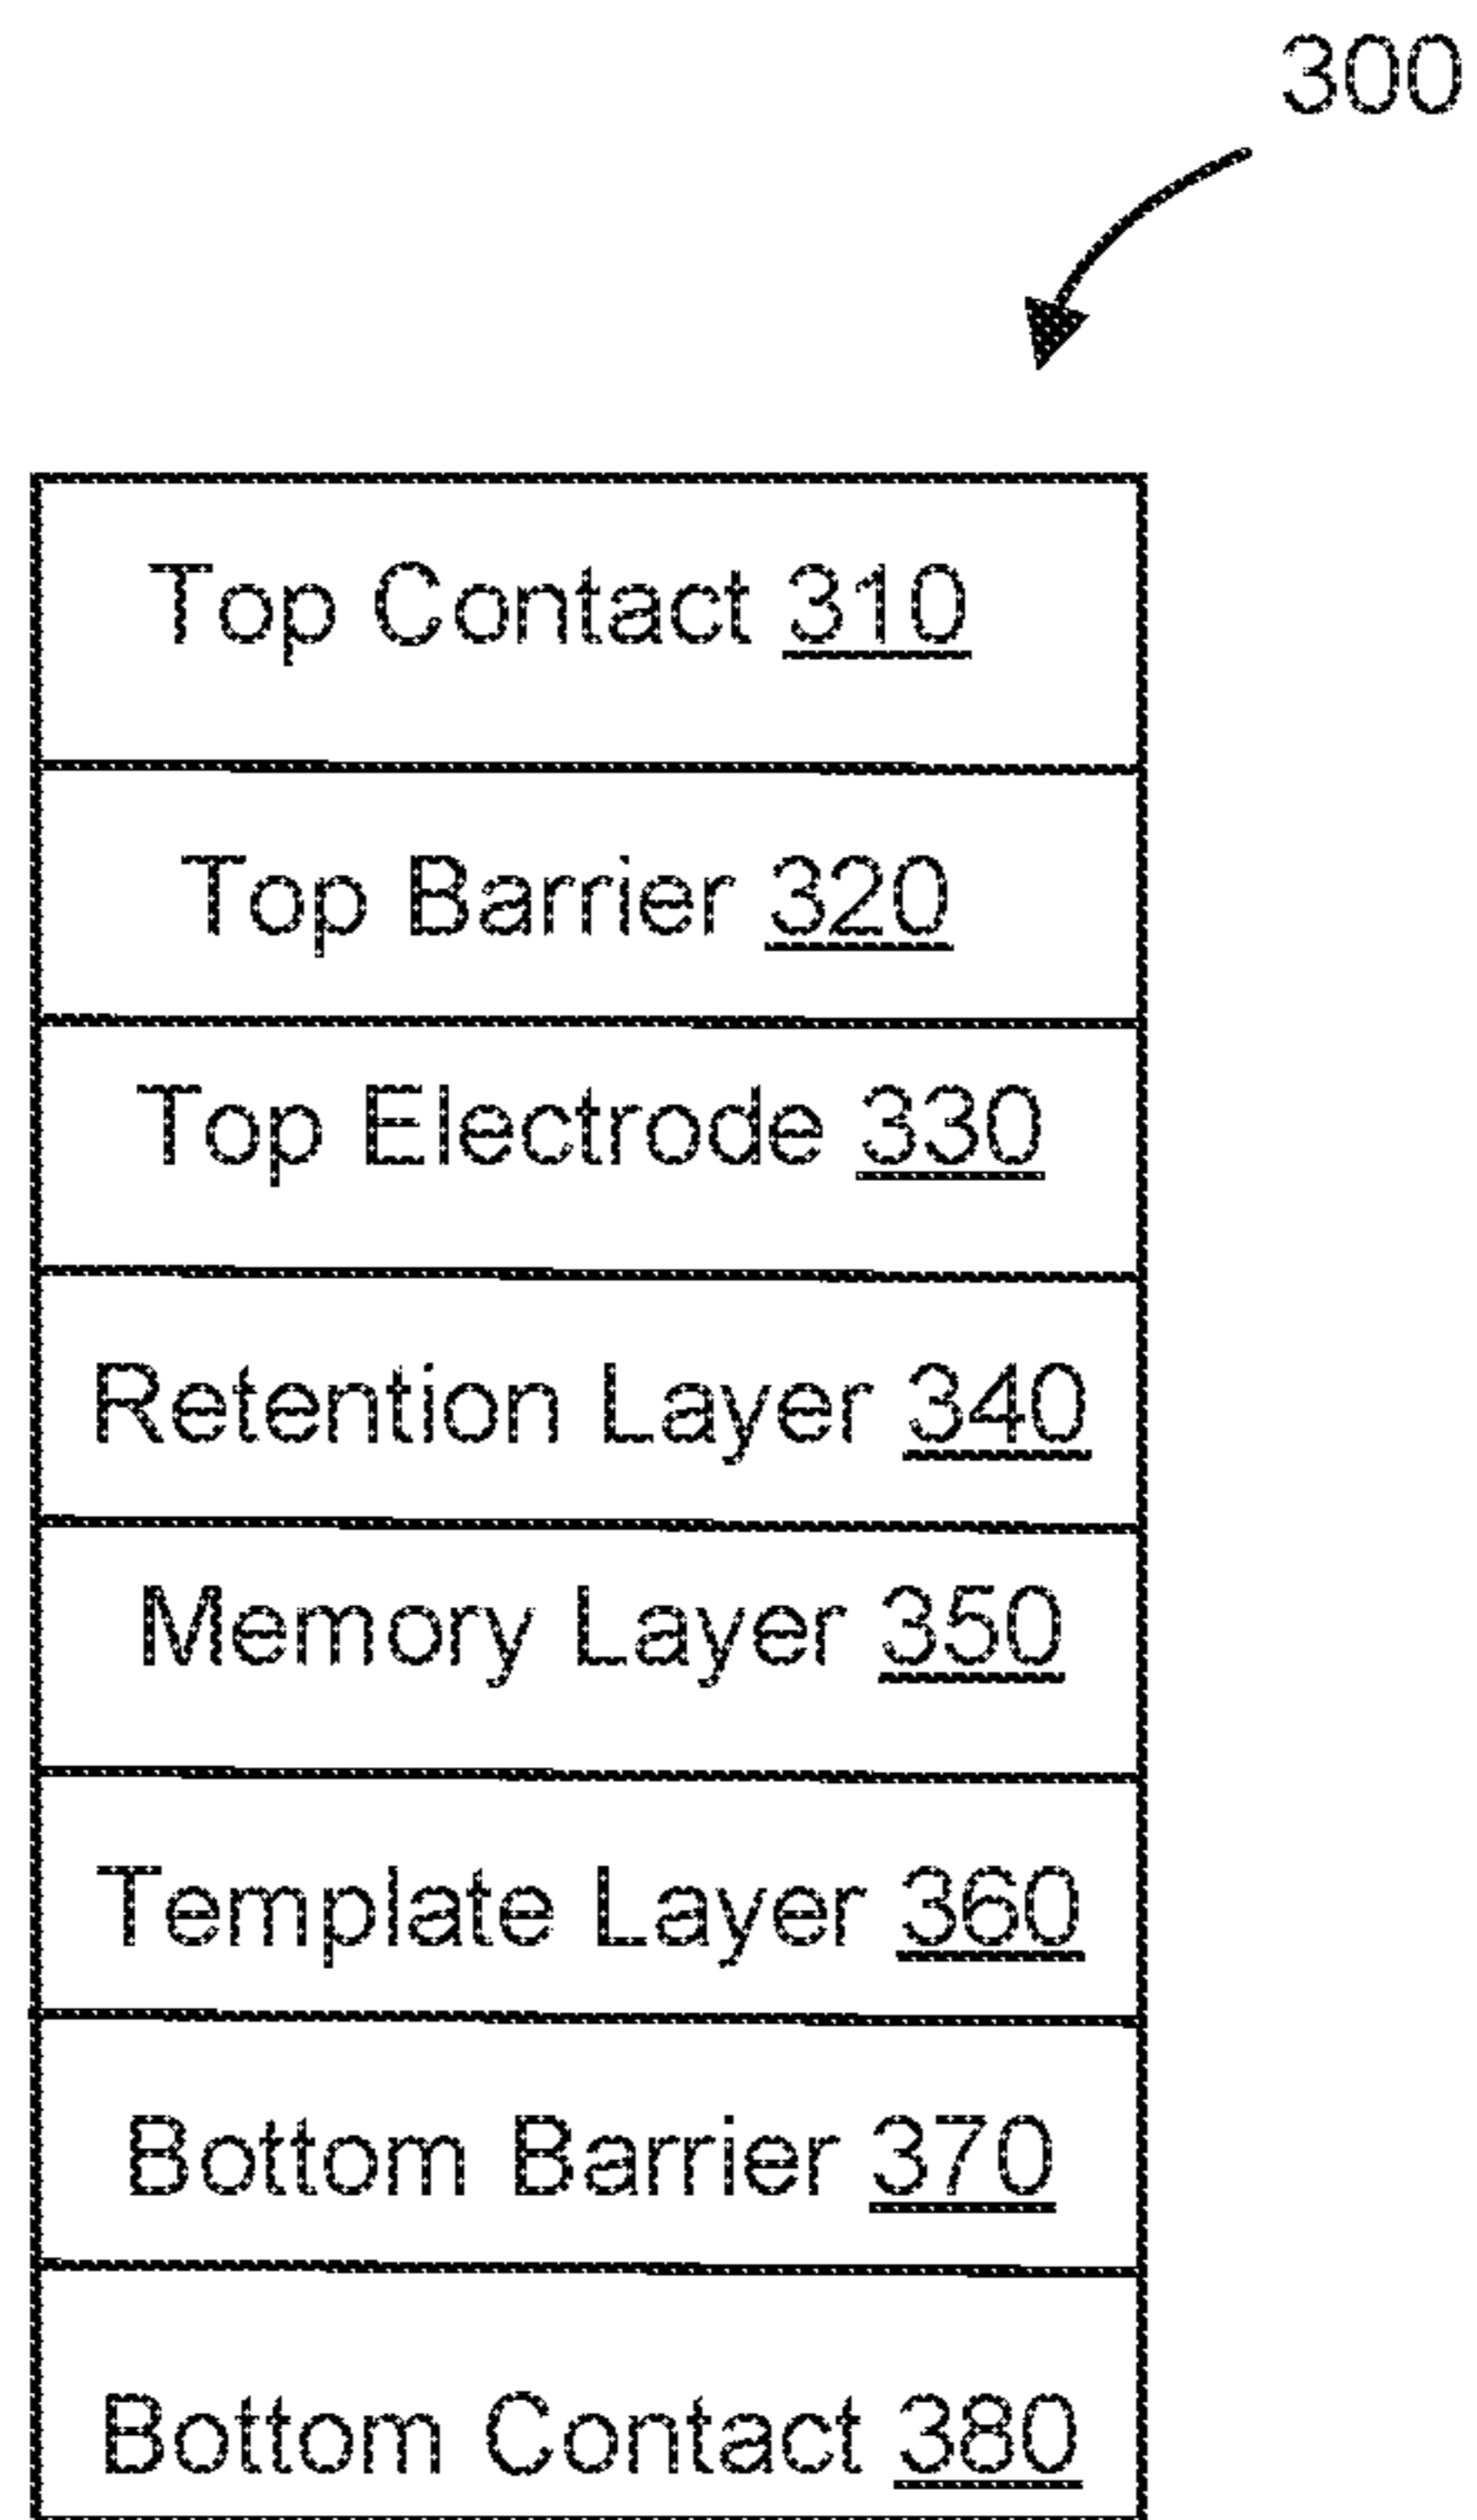 300
Top Contact 310
Top Barrier 320
Top Electrode 330
Retention Layer 340
Memory Layer 350
Template Layer 360
Bottom Barrier 370
Bottom Contact 380